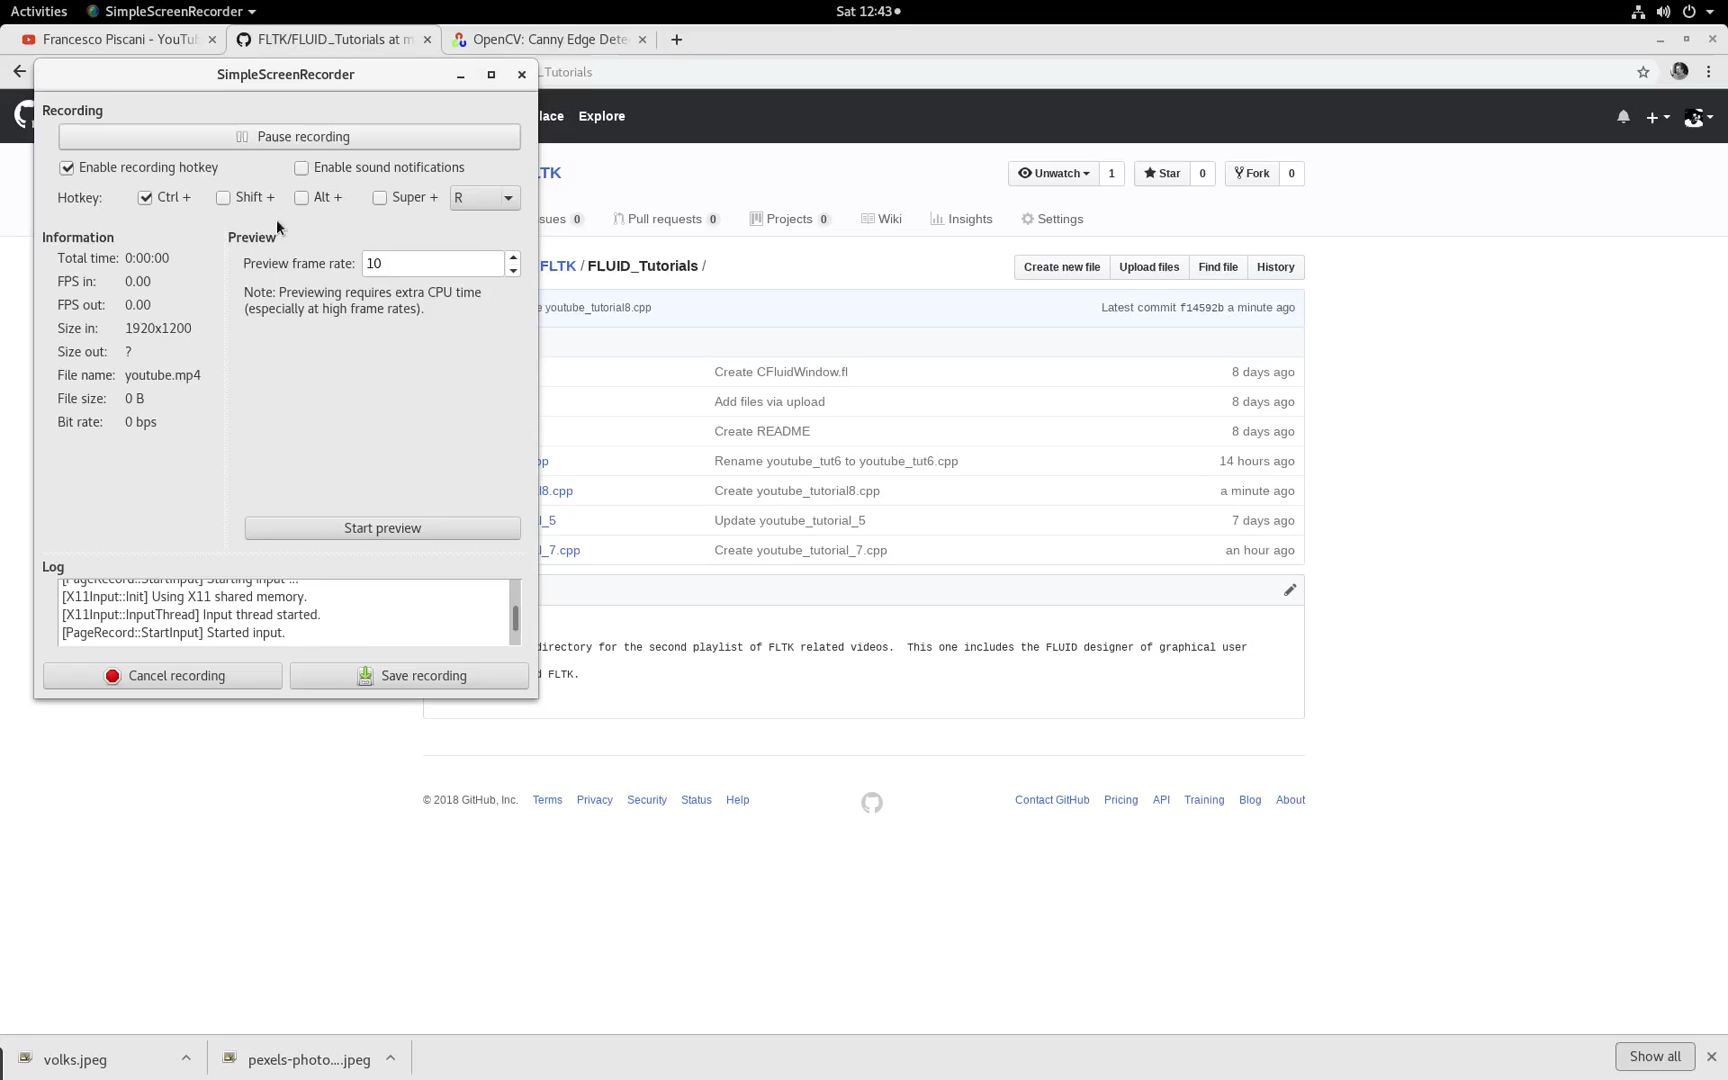 Activities SimpleScreenRecorder Sat 12:43
Francesco Piscani - YouTu FLTK/FLUID_Tutorials at m OpenCV: Canny Edge Dete
SimpleScreenRecorder
_Tutorials
Recording
Explore
Pause recording
Enable recording hotkey Enable sound notifications
LTK Unwatch 1 Star 0 Fork 0
Hotkey: Ctrl + Shift + Alt + Super + R
sues 0 Pull requests 0 Projects 0 Wiki Insights Settings
Information Preview
Total time: 0:00:00
Preview frame rate: 10
FLTK / FLUID_Tutorials / Create new file Upload files Find file History
FPS in: 0.00
Note: Previewing requires extra CPU time
(especially at high frame rates).
FPS out: 0.00
youtube_tutorial8.cpp Latest commit f14592b a minute ago
Size in: 1920x1200
Size out: ?
File name: youtube.mp4
File size: 0 B
Bit rate: 0 bps
Create CFluidWindow.fl 8 days ago
Add files via upload 8 days ago
Create README 8 days ago
pp Rename youtube_tut6 to youtube_tut6.cpp 14 hours ago
l8.cpp Create youtube_tutorial8.cpp a minute ago
l_5 Update youtube_tutorial_5 7 days ago
Start preview
l_7.cpp Create youtube_tutorial_7.cpp an hour ago
Log
[PageRecord::StartInput] Starting input ...
[X11Input::Init] Using X11 shared memory.
[X11Input::InputThread] Input thread started.
[PageRecord::StartInput] Started input.
directory for the second playlist of FLTK related videos. This one includes the FLUID designer of graphical user
d FLTK.
Cancel recording Save recording
© 2018 GitHub, Inc. Terms Privacy Security Status Help Contact GitHub Pricing API Training Blog About
volks.jpeg pexels-photo....jpeg Show all